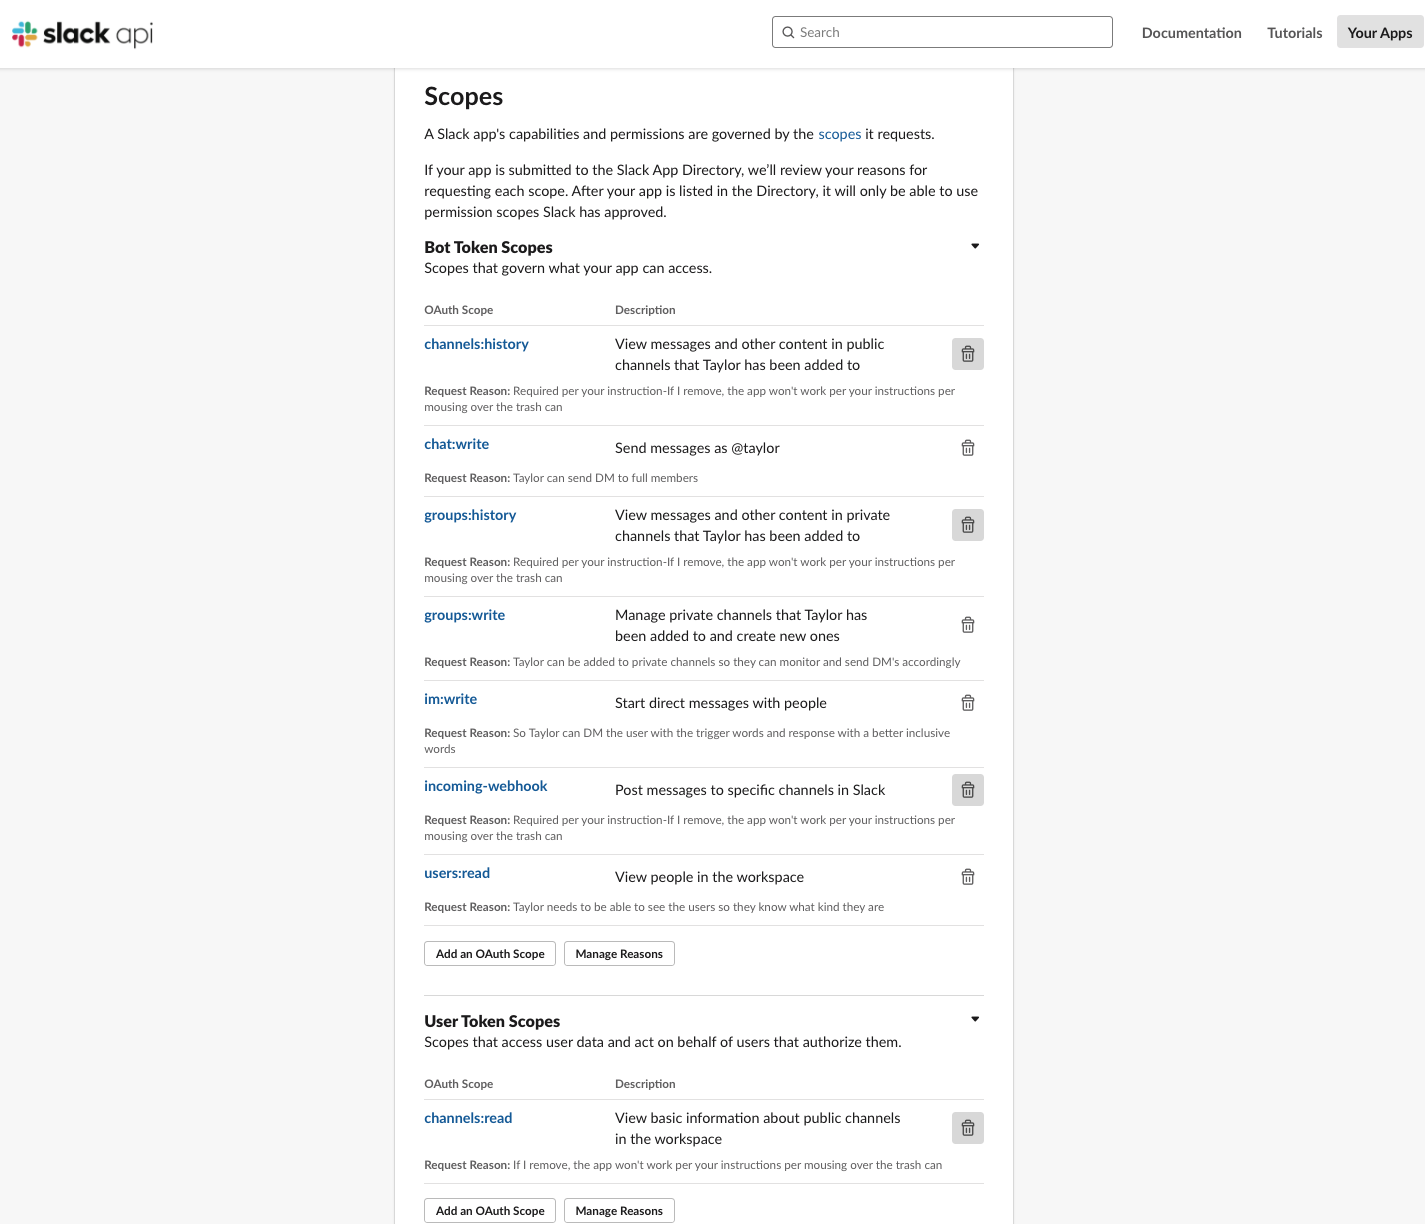 slack api
Search
Documentation
Tutorials
Your Apps
Scopes
A Slack app's capabilities and permissions are governed by the scopes it requests.
If your app is submitted to the Slack App Directory, we’ll review your reasons for
requesting each scope. After your app is listed in the Directory, it will only be able to use
permission scopes Slack has approved.
Bot Token Scopes
Scopes that govern what your app can access.
OAuth Scope
Description
channels:history
View messages and other content in public
channels that Taylor has been added to
Request Reason: Required per your instruction-If I remove, the app won't work per your instructions per
mousing over the trash can
chat:write
Send messages as @taylor
Request Reason: Taylor can send DM to full members
groups:history
View messages and other content in private
channels that Taylor has been added to
Request Reason: Required per your instruction-If I remove, the app won't work per your instructions per
mousing over the trash can
groups:write
Manage private channels that Taylor has
been added to and create new ones
Request Reason: Taylor can be added to private channels so they can monitor and send DM's accordingly
im:write
Start direct messages with people
Request Reason: So Taylor can DM the user with the trigger words and response with a better inclusive
words
incoming-webhook
Post messages to specific channels in Slack
Request Reason: Required per your instruction-If I remove, the app won't work per your instructions per
mousing over the trash can
users:read
View people in the workspace
Request Reason: Taylor needs to be able to see the users so they know what kind they are
Add an OAuth Scope
Manage Reasons
User Token Scopes
Scopes that access user data and act on behalf of users that authorize them.
OAuth Scope
Description
channels:read
View basic information about public channels
in the workspace
Request Reason: If I remove, the app won't work per your instructions per mousing over the trash can
Add an OAuth Scope
Manage Reasons